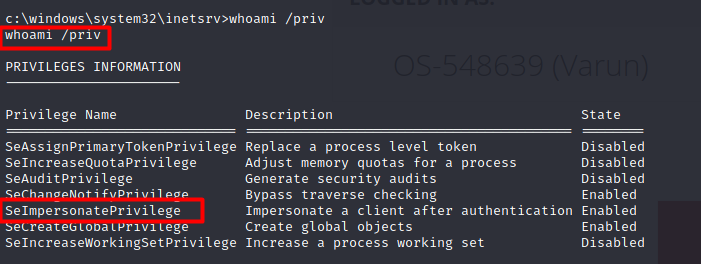 LOGGED IN AS:
c:\windows\system32\inetsrv>whoami /priv
whoami /priv
OS-548639 (Varun)
PRIVILEGES INFORMATION
----------------------
Privilege Name Description State
============================= ========================================= ========
SeAssignPrimaryTokenPrivilege Replace a process level token Disabled
SeIncreaseQuotaPrivilege Adjust memory quotas for a process Disabled
SeAuditPrivilege Generate security audits Disabled
SeChangeNotifyPrivilege Bypass traverse checking Enabled
SeImpersonatePrivilege Impersonate a client after authentication Enabled
SeCreateGlobalPrivilege Create global objects Enabled
SeIncreaseWorkingSetPrivilege Increase a process working set Disabled